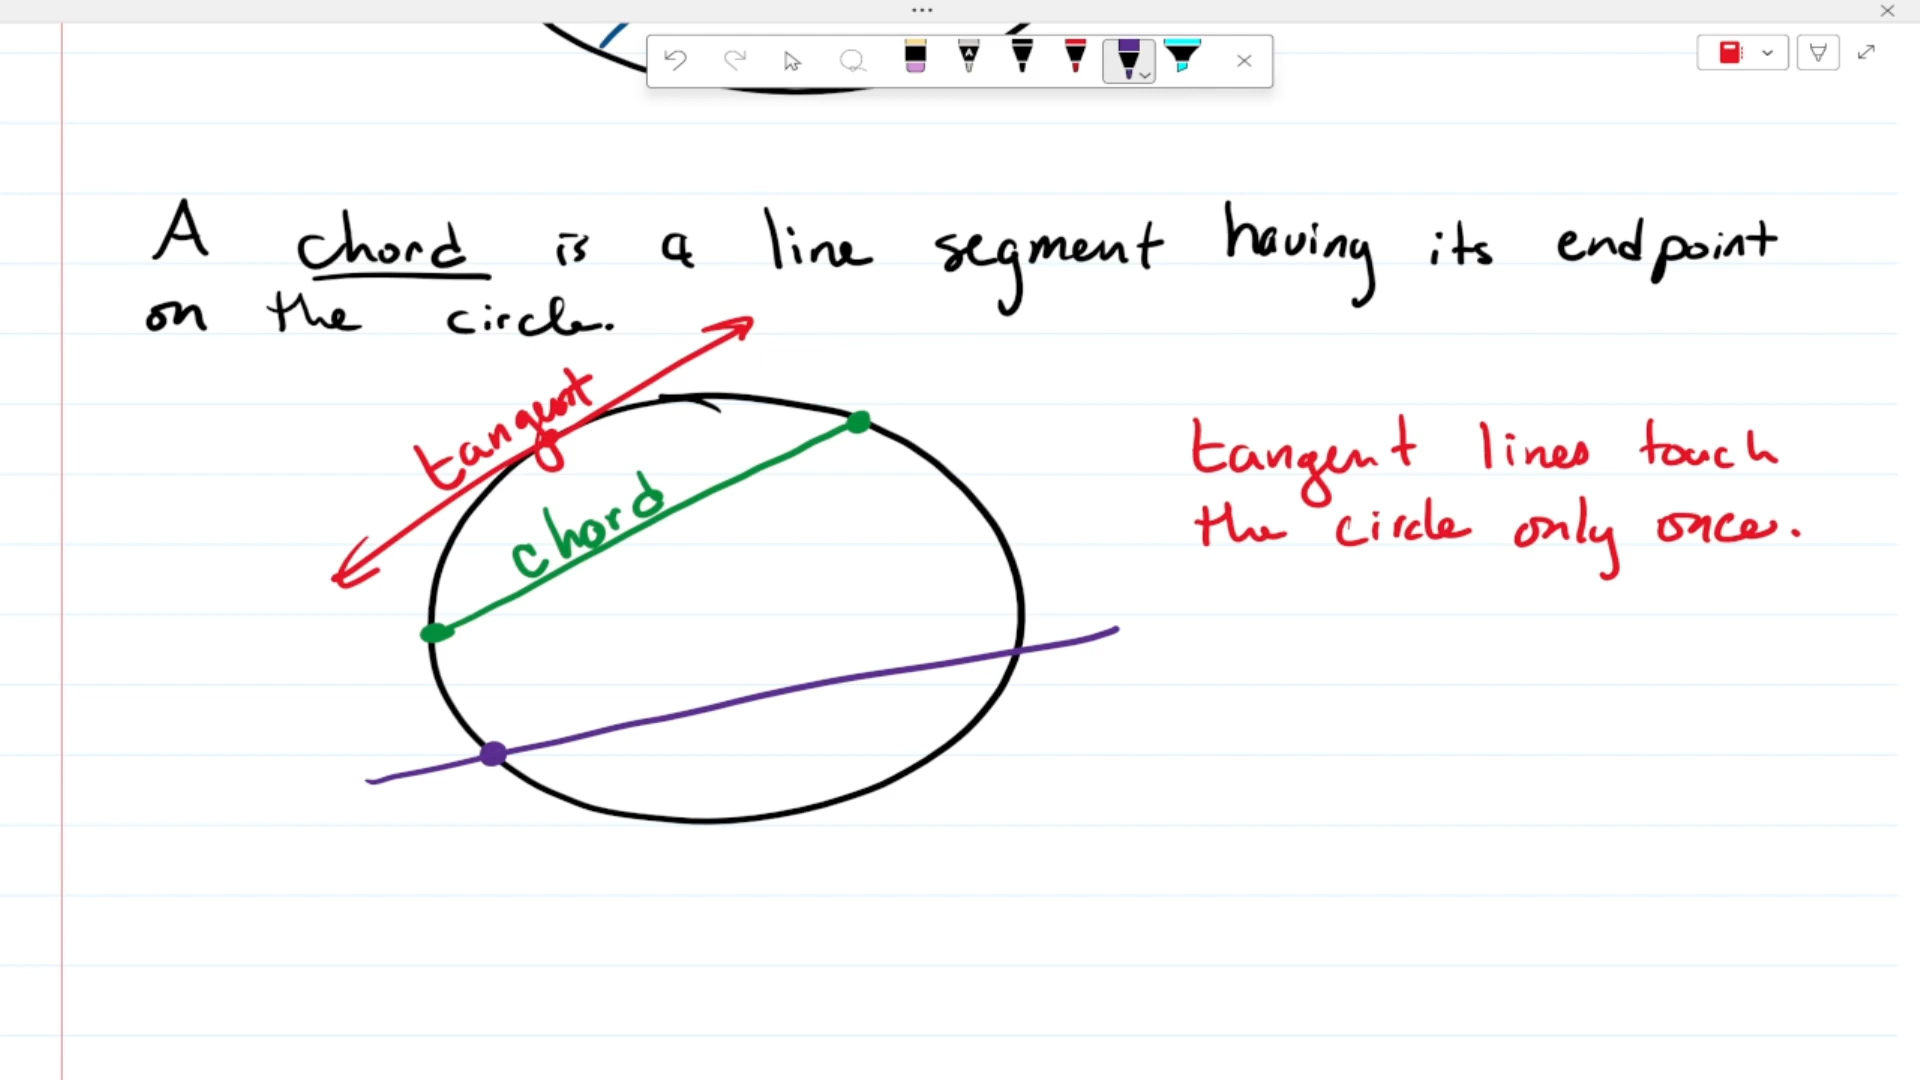 A chord is a line segment having its endpoint
on the circle.
tangent
chord
tangent lines touch
the circle only once.